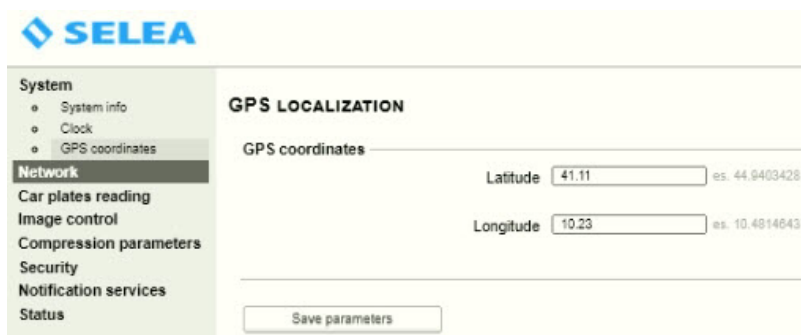 SELEA
System
System info
Clock
GPS coordinates
Network
Car plates reading
Image control
Compression parameters
Security
Notification services
Status
GPS LOCALIZATION
GPS coordinates
Latitude 41.11 es. 44.9403428
Longitude 10.23 es. 10.4814643
Save parameters